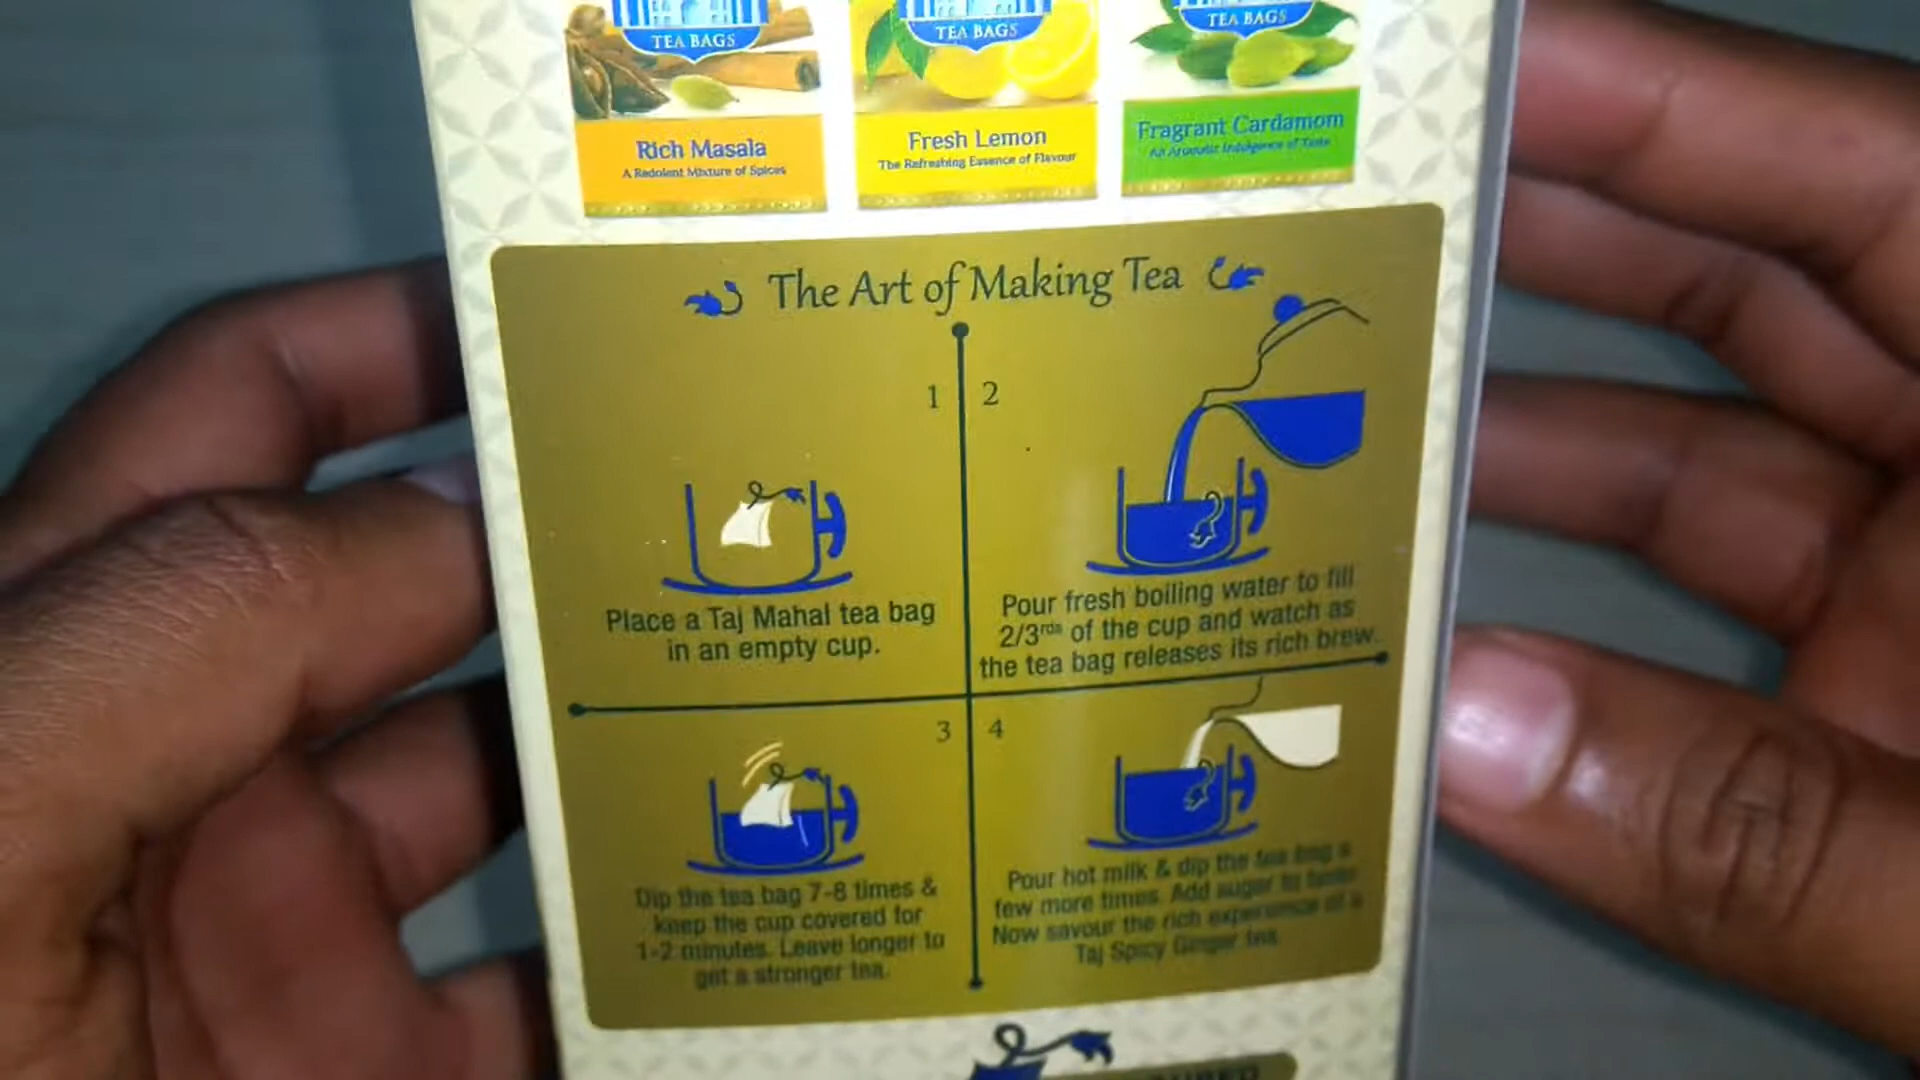 TEA BAGS
Rich Masala
A Redolent Mixture of Spices
TEA BAGS
Fresh Lemon
The Refreshing Essence of Flavour
TEA BAGS
Fragrant Cardamom
An Aromatic Indulgence of Taste
The Art of Making Tea
1
Place a Taj Mahal tea bag
in an empty cup.
2
Pour fresh boiling water to fill
2/3rds of the cup and watch as
the tea bag releases its rich brew.
3
Dip the tea bag 7-8 times &
keep the cup covered for
1-2 minutes. Leave longer to
get a stronger tea.
4
Pour hot milk & dip the tea bag a
few more times. Add sugar to taste
Now savour the rich experience of a
Taj Spicy Ginger tea.